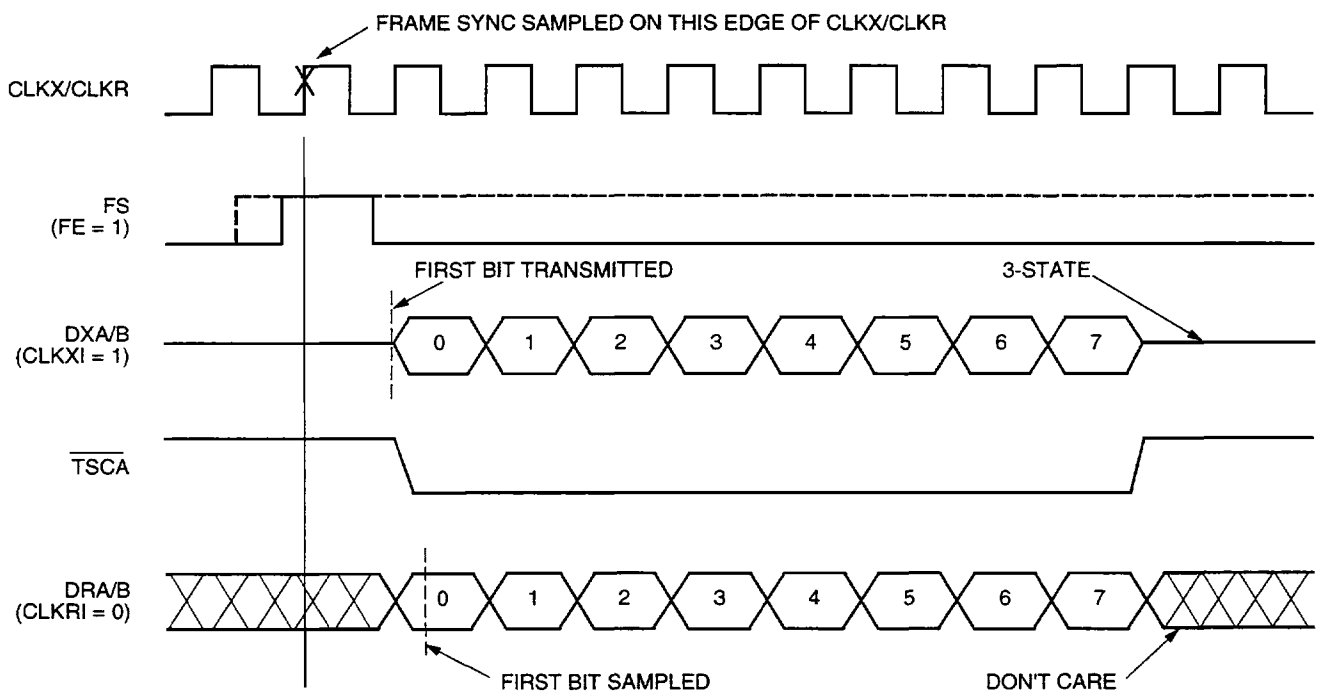 FRAME SYNC SAMPLED ON THIS EDGE OF CLKX/CLKR
CLKX/CLKR
FS
(FE = 1)
FIRST BIT TRANSMITTED
3-STATE
DXA/B
(CLKXI = 1)
0 1 2 3 4 5 6 7
TSCA
DRA/B
(CLKRI = 0)
0 1 2 3 4 5 6 7
FIRST BIT SAMPLED
DON'T CARE